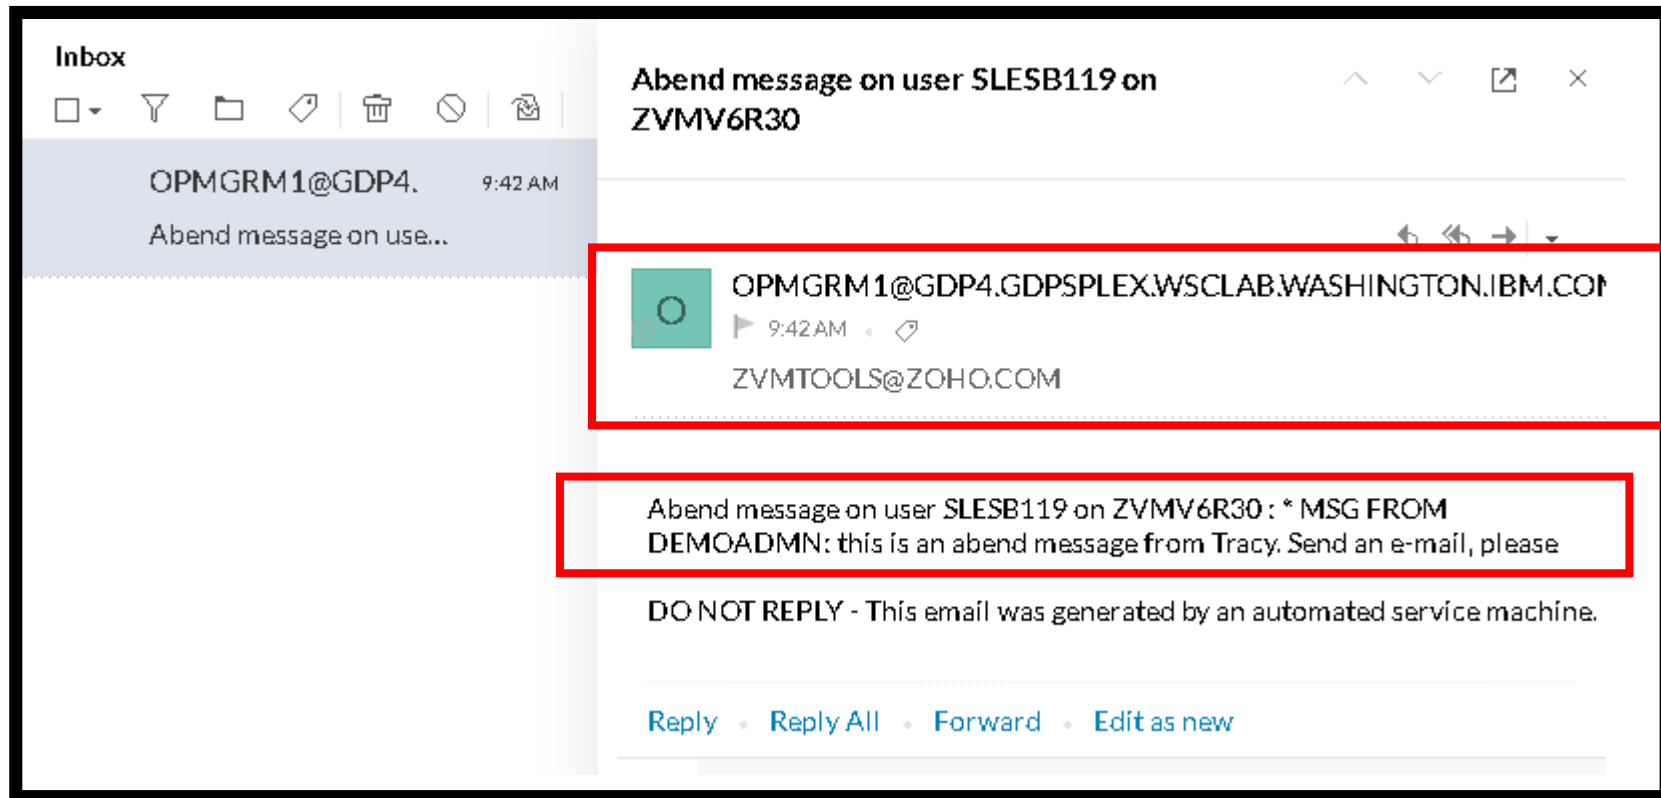 Inbox
OPMGRM1@GDP4. 9:42 AM
Abend message on use...
Abend message on user SLESB119 on
ZVMV6R30
O
OPMGRM1@GDP4.GDPSPLEX.WSCLAB.WASHINGTON.IBM.COM
9:42 AM
ZVMTOOLS@ZOHO.COM
Abend message on user SLESB119 on ZVMV6R30 : * MSG FROM
DEMOADMN: this is an abend message from Tracy. Send an e-mail, please
DO NOT REPLY - This email was generated by an automated service machine.
Reply Reply All Forward Edit as new